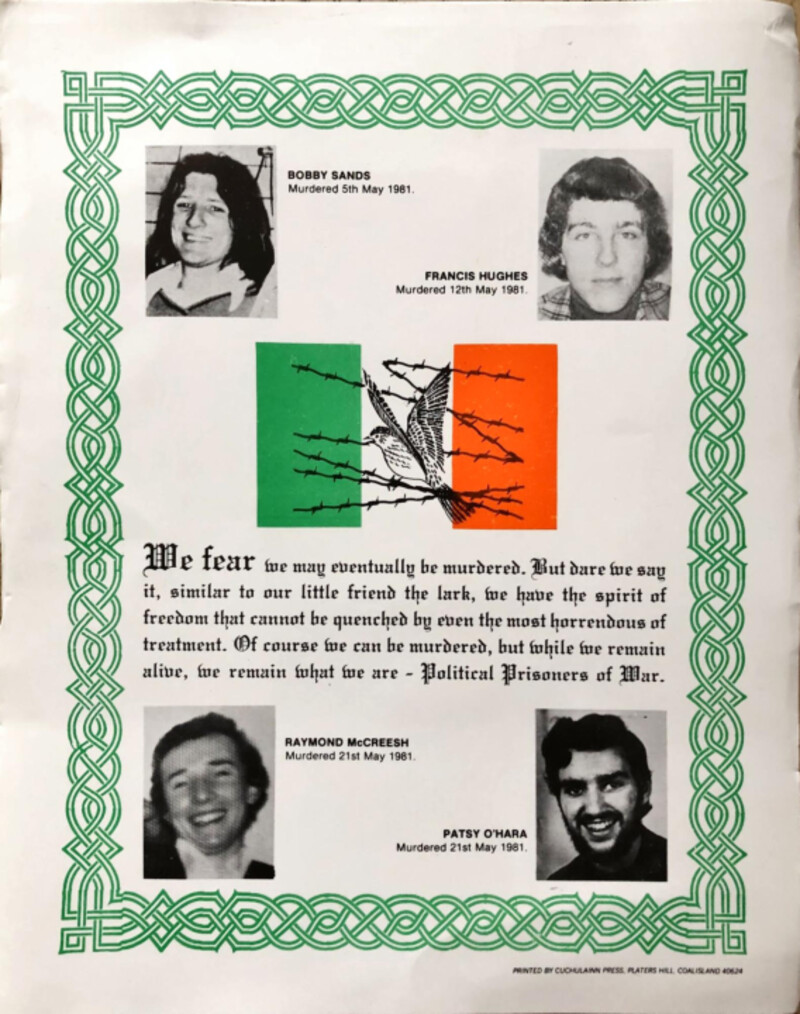 BOBBY SANDS
Murdered 5th May 1981.
FRANCIS HUGHES
Murdered 12th May 1981.
We fear we may eventually be murdered. But dare we say
it, similar to our little friend the lark, we have the spirit of
freedom that cannot be quenched by even the most horrendous of
treatment. Of course we can be murdered, but while we remain
alive, we remain what we are - Political Prisoners of War.
RAYMOND McCREESH
Murdered 21st May 1981.
PATSY O'HARA
Murdered 21st May 1981.
PRINTED BY CUCHULAINN PRESS, PLATERS HILL, COALISLAND 40624